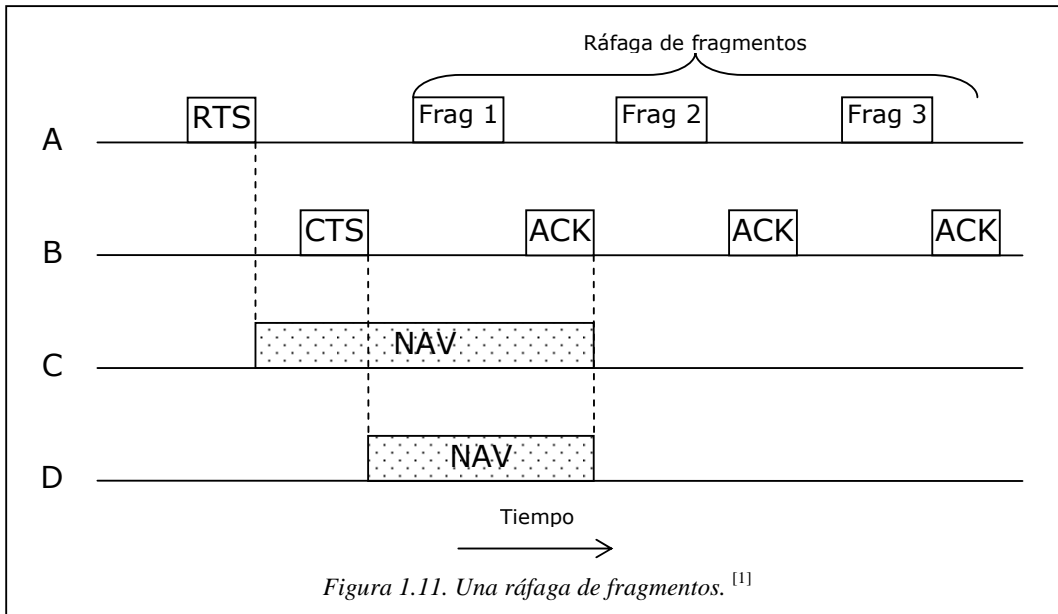 Ráfaga de fragmentos
A RTS Frag 1 Frag 2 Frag 3
B CTS ACK ACK ACK
C NAV
D NAV
Tiempo
Figura 1.11. Una ráfaga de fragmentos. [1]